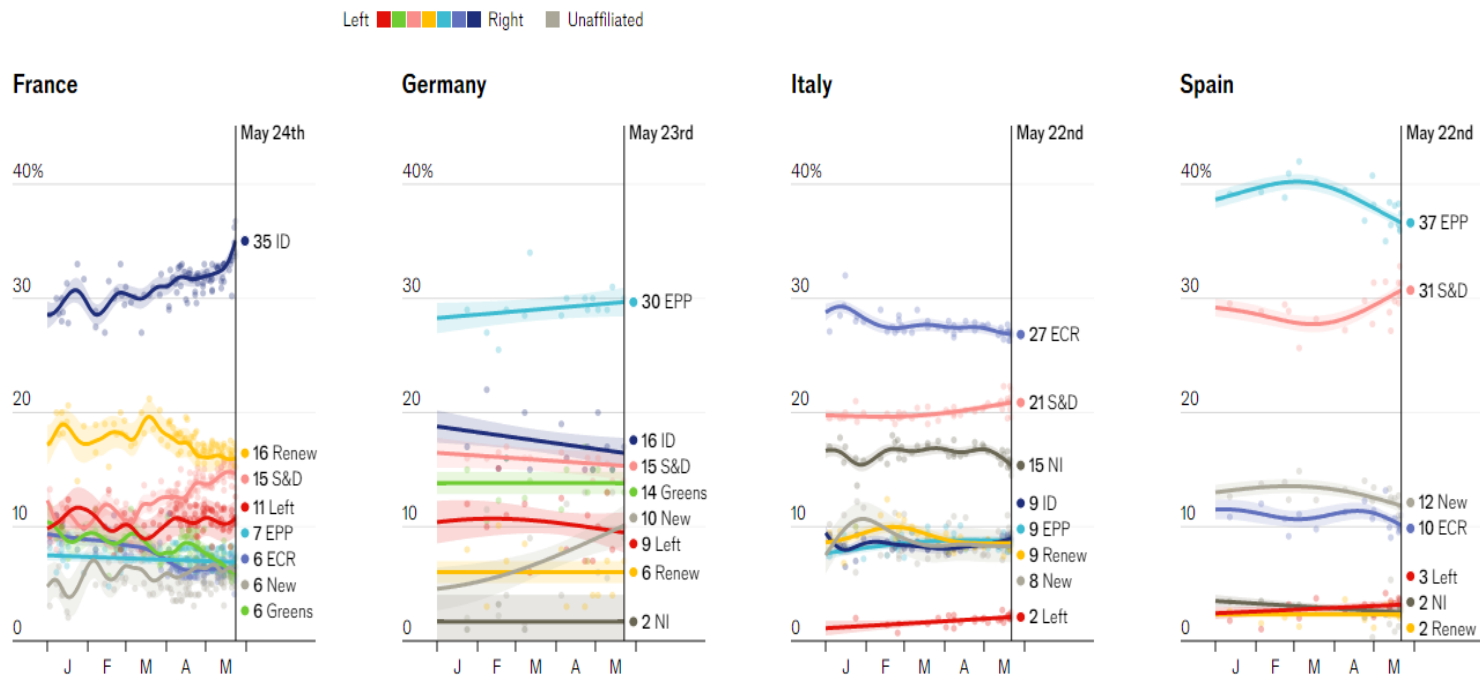 Left Right Unaffiliated
France
May 24th
40%
30
20
10
0
35 ID
16 Renew
15 S&D
11 Left
7 EPP
6 ECR
6 New
6 Greens
J F M A M
Germany
May 23rd
40%
30
20
10
0
30 EPP
16 ID
15 S&D
14 Greens
10 New
9 Left
6 Renew
2 NI
J F M A M
Italy
May 22nd
40%
30
20
10
0
27 ECR
21 S&D
15 NI
9 ID
9 EPP
9 Renew
8 New
2 Left
J F M A M
Spain
May 22nd
40%
30
20
10
0
37 EPP
31 S&D
12 New
10 ECR
3 Left
2 NI
2 Renew
J F M A M